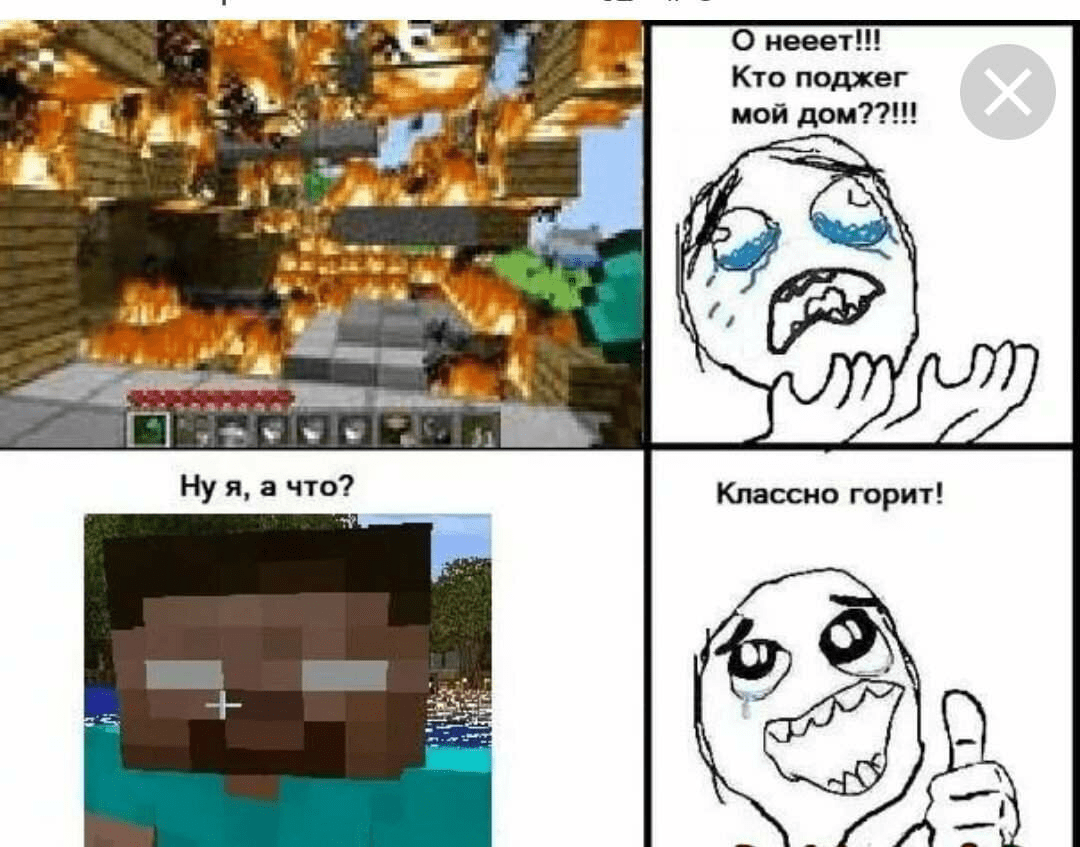 О нееет!!!
Кто поджег
мой дом??!!!
Ну я, а что?
Классно горит!